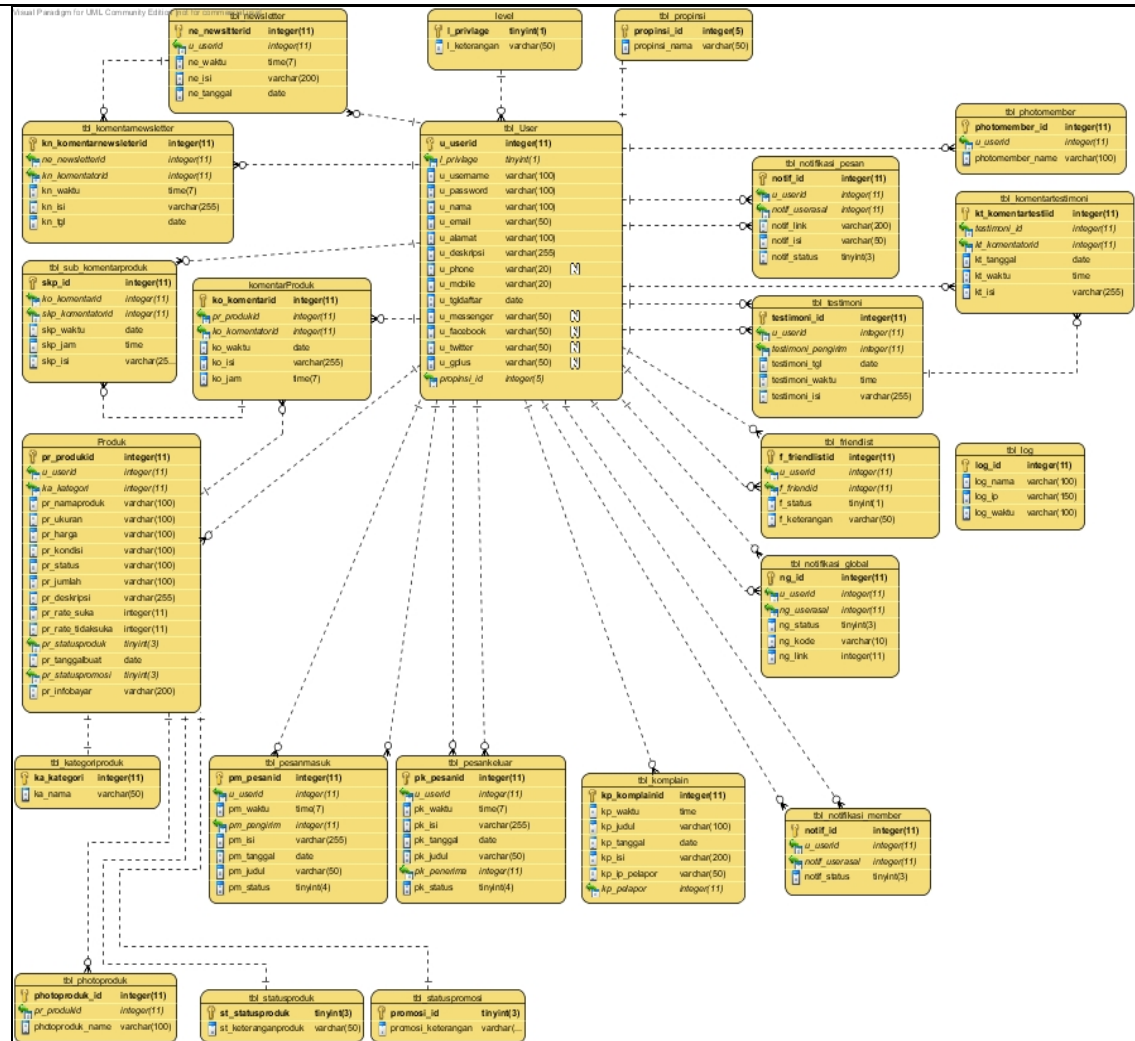 Visual Paradigm for UML Community Edition [not for commercial use]
tbl_newsletter
ne_newsltterid integer(11)
u_userid integer(11)
ne_waktu time(7)
ne_isi varchar(200)
ne_tanggal date
level
l_privlage tinyint(1)
l_keterangan varchar(50)
tbl_propinsi
propinsi_id integer(5)
propinsi_nama varchar(50)
tbl_komentarnewsletter
kn_komentarnewsleterid integer(11)
ne_newsletterid integer(11)
kn_komentatorid integer(11)
kn_waktu time(7)
kn_isi varchar(255)
kn_tgl date
tbl_User
u_userid integer(11)
l_privlage tinyint(1)
u_username varchar(100)
u_password varchar(100)
u_nama varchar(100)
u_email varchar(50)
u_alamat varchar(100)
u_deskripsi varchar(255)
u_phone varchar(20) N
u_mobile varchar(20)
u_tgldaftar date
u_messenger varchar(50) N
u_facebook varchar(50) N
u_twitter varchar(50) N
u_gplus varchar(50) N
propinsi_id integer(5)
tbl_photomember
photomember_id integer(11)
u_userid integer(11)
photomember_name varchar(100)
tbl_notifikasi_pesan
notif_id integer(11)
u_userid integer(11)
notif_userasal integer(11)
notif_link varchar(200)
notif_isi varchar(50)
notif_status tinyint(3)
tbl_komentartestimoni
kt_komentartestiid integer(11)
testimoni_id integer(11)
kt_komentatorid integer(11)
kt_tanggal date
kt_waktu time
kt_isi varchar(255)
tbl_sub_komentarproduk
skp_id integer(11)
ko_komentarid integer(11)
skp_komentatorid integer(11)
skp_waktu date
skp_jam time
skp_isi varchar(25...
komentarProduk
ko_komentarid integer(11)
pr_produkid integer(11)
ko_komentatorid integer(11)
ko_waktu date
ko_isi varchar(255)
ko_jam time(7)
tbl_testimoni
testimoni_id integer(11)
u_userid integer(11)
testimoni_pengirim integer(11)
testimoni_tgl date
testimoni_waktu time
testimoni_isi varchar(255)
Produk
pr_produkid integer(11)
u_userid integer(11)
ka_kategori integer(11)
pr_namaproduk varchar(100)
pr_ukuran varchar(100)
pr_harga varchar(100)
pr_kondisi varchar(100)
pr_status varchar(100)
pr_jumlah varchar(100)
pr_deskripsi varchar(255)
pr_rate_suka integer(11)
pr_rate_tidaksuka integer(11)
pr_statusproduk tinyint(3)
pr_tanggalbuat date
pr_statuspromosi tinyint(3)
pr_infobayar varchar(200)
tbl_friendlist
f_friendlistid integer(11)
u_userid integer(11)
f_friendid integer(11)
f_status tinyint(1)
f_keterangan varchar(50)
tbl_log
log_id integer(11)
log_nama varchar(100)
log_ip varchar(150)
log_waktu varchar(100)
tbl_notifikasi_global
ng_id integer(11)
u_userid integer(11)
ng_userasal integer(11)
ng_status tinyint(3)
ng_kode varchar(10)
ng_link integer(11)
tbl_kategoriproduk
ka_kategori integer(11)
ka_nama varchar(50)
tbl_pesanmasuk
pm_pesanid integer(11)
u_userid integer(11)
pm_waktu time(7)
pm_pengirim integer(11)
pm_isi varchar(255)
pm_tanggal date
pm_judul varchar(50)
pm_status tinyint(4)
tbl_pesankeluar
pk_pesanid integer(11)
u_userid integer(11)
pk_waktu time(7)
pk_isi varchar(255)
pk_tanggal date
pk_judul varchar(50)
pk_penerima integer(11)
pk_status tinyint(4)
tbl_komplain
kp_komplainid integer(11)
kp_waktu time
kp_judul varchar(100)
kp_tanggal date
kp_isi varchar(200)
kp_ip_pelapor varchar(50)
kp_pelapor integer(11)
tbl_notifikasi_member
notif_id integer(11)
u_userid integer(11)
notif_userasal integer(11)
notif_status tinyint(3)
tbl_photoproduk
photoproduk_id integer(11)
pr_produkid integer(11)
photoproduk_name varchar(100)
tbl_statusproduk
st_statusproduk tinyint(3)
st_keteranganproduk varchar(50)
tbl_statuspromosi
promosi_id tinyint(3)
promosi_keterangan varchar(...